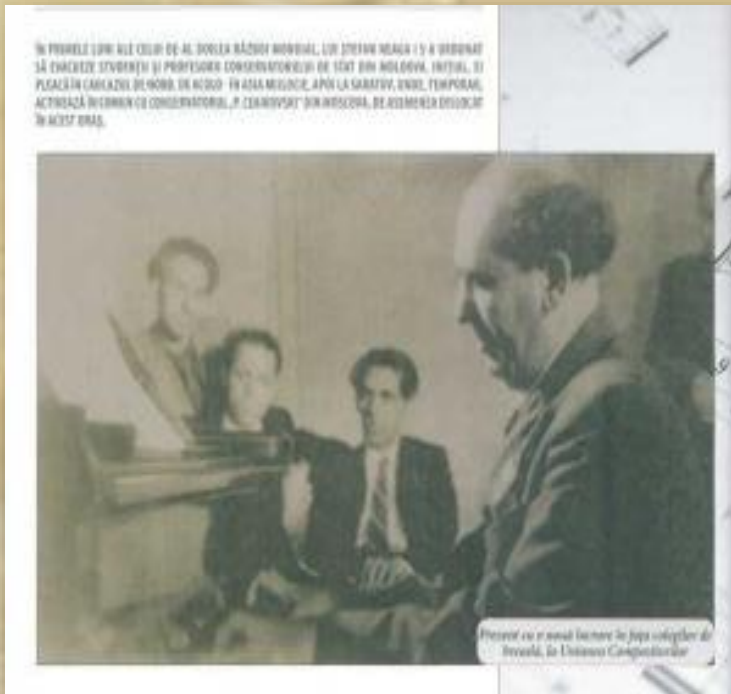 ÎN PRIMELE LUNI ALE CELUI DE AL DOILEA RĂZBOI MONDIAL, LUI ȘTEFAN NEAGA I S-A ORDONAT
SĂ EVACUEZE STUDENȚII ȘI PROFESORII CONSERVATORULUI DE STAT DIN MOLDOVA. INIȚIAL, EI
PLEACĂ ÎN CAUCAZUL DE NORD, DE ACOLO - ÎN ASIA MIJLOCIE, APOI LA SARATOV, UNDE, TEMPORAR,
ACTIVEAZĂ ÎN COMUN CU CONSERVATORUL „P. CEAIKOVSKI” DIN MOSCOVA, DE ASEMENEA DISLOCAT
ÎN ACEST ORAȘ.
Prezent cu o nouă lucrare în fața colegilor de
breaslă, la Uniunea Compozitorilor